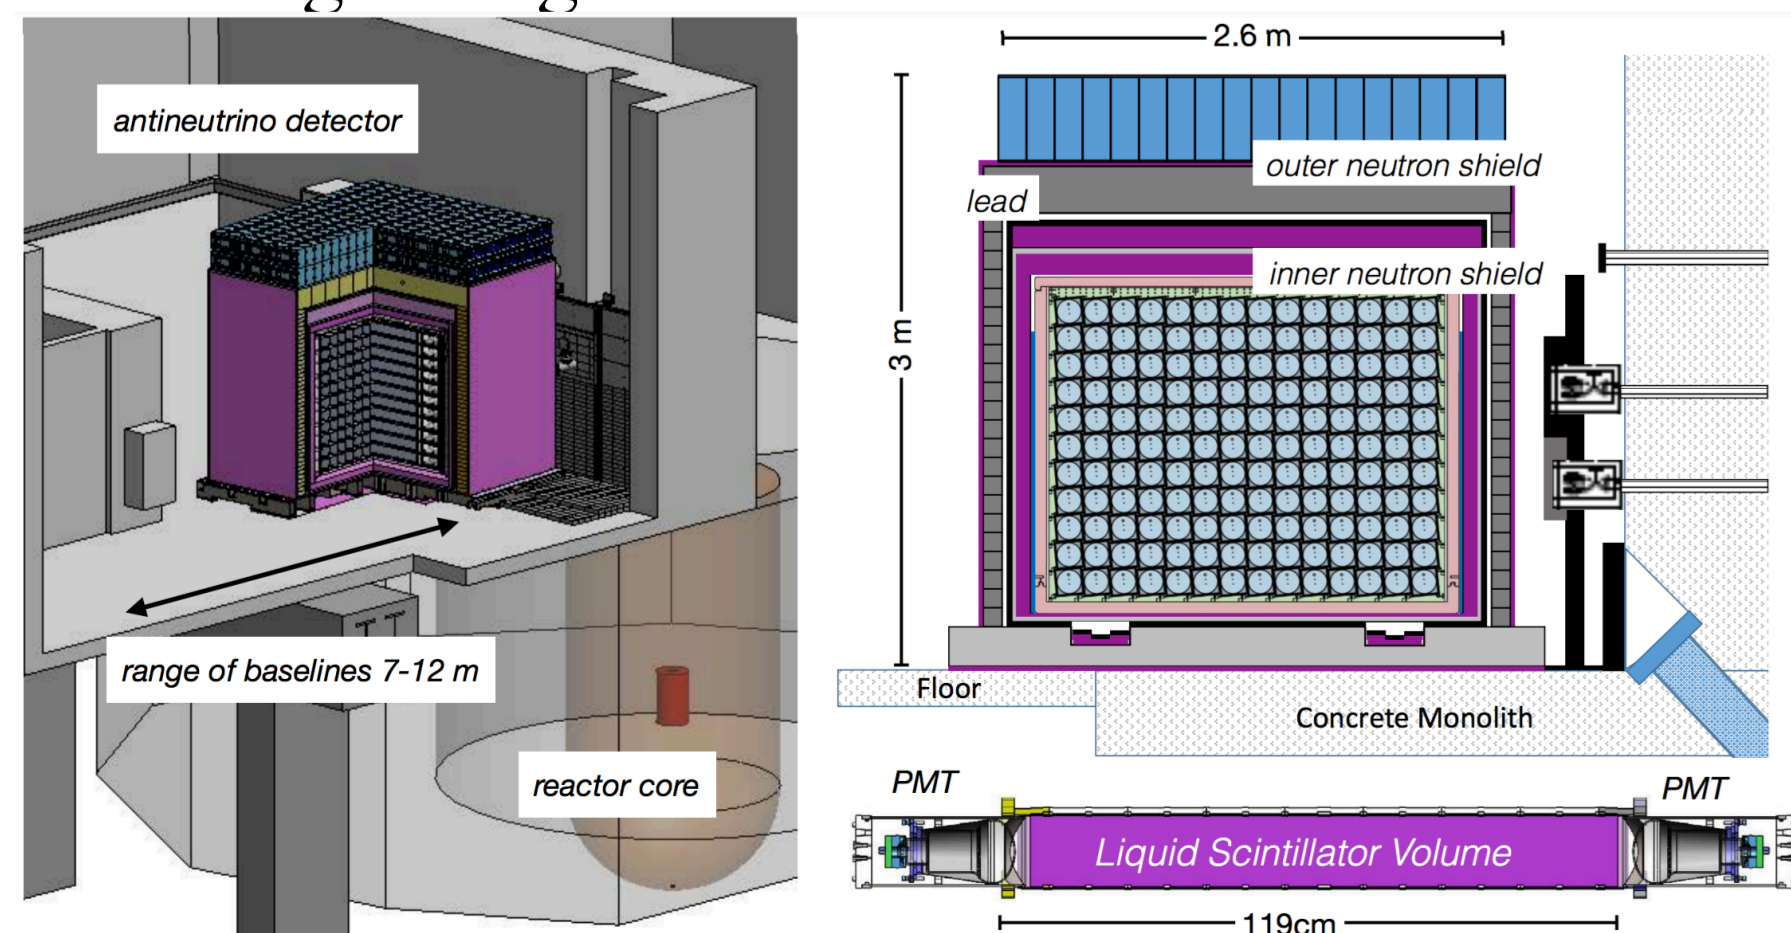 antineutrino detector
range of baselines 7-12 m
reactor core
2.6 m
3 m
outer neutron shield
lead
inner neutron shield
Floor
Concrete Monolith
PMT
PMT
Liquid Scintillator Volume
119cm